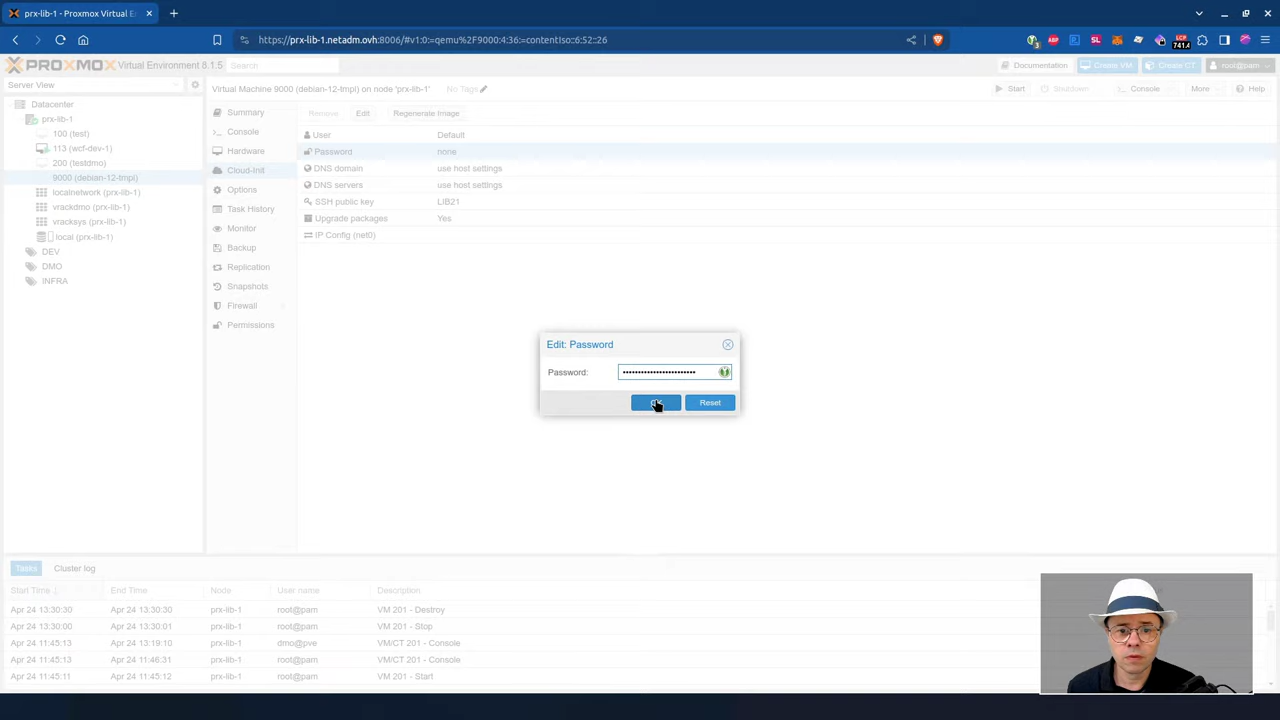 prx-lib-1 - Proxmox Virtual E
https://prx-lib-1.netadm.ovh:8006/#v1:0:=qemu%2F9000:4:36:=contentIso::6:52::26
PROXMOX Virtual Environment 8.1.5 Search Documentation Create VM Create CT root@pam
Server View
Virtual Machine 9000 (debian-12-tmpl) on node 'prx-lib-1' No Tags Start Shutdown Console More Help
Datacenter
prx-lib-1
100 (test)
113 (wcf-dev-1)
200 (testdmo)
9000 (debian-12-tmpl)
localnetwork (prx-lib-1)
vrackdmo (prx-lib-1)
vracksys (prx-lib-1)
local (prx-lib-1)
DEV
DMO
INFRA
Summary
Console
Hardware
Cloud-Init
Options
Task History
Monitor
Backup
Replication
Snapshots
Firewall
Permissions
Remove Edit Regenerate Image
User Default
Password none
DNS domain use host settings
DNS servers use host settings
SSH public key LIB21
Upgrade packages Yes
IP Config (net0)
Edit: Password
Password: ••••••••••••••••••••••••
Reset
Tasks Cluster log
Start Time End Time Node User name Description
Apr 24 13:30:30 Apr 24 13:30:30 prx-lib-1 root@pam VM 201 - Destroy
Apr 24 13:30:00 Apr 24 13:30:01 prx-lib-1 root@pam VM 201 - Stop
Apr 24 11:45:13 Apr 24 13:19:10 prx-lib-1 dmo@pve VM/CT 201 - Console
Apr 24 11:45:13 Apr 24 11:46:31 prx-lib-1 root@pam VM/CT 201 - Console
Apr 24 11:45:11 Apr 24 11:45:12 prx-lib-1 root@pam VM 201 - Start